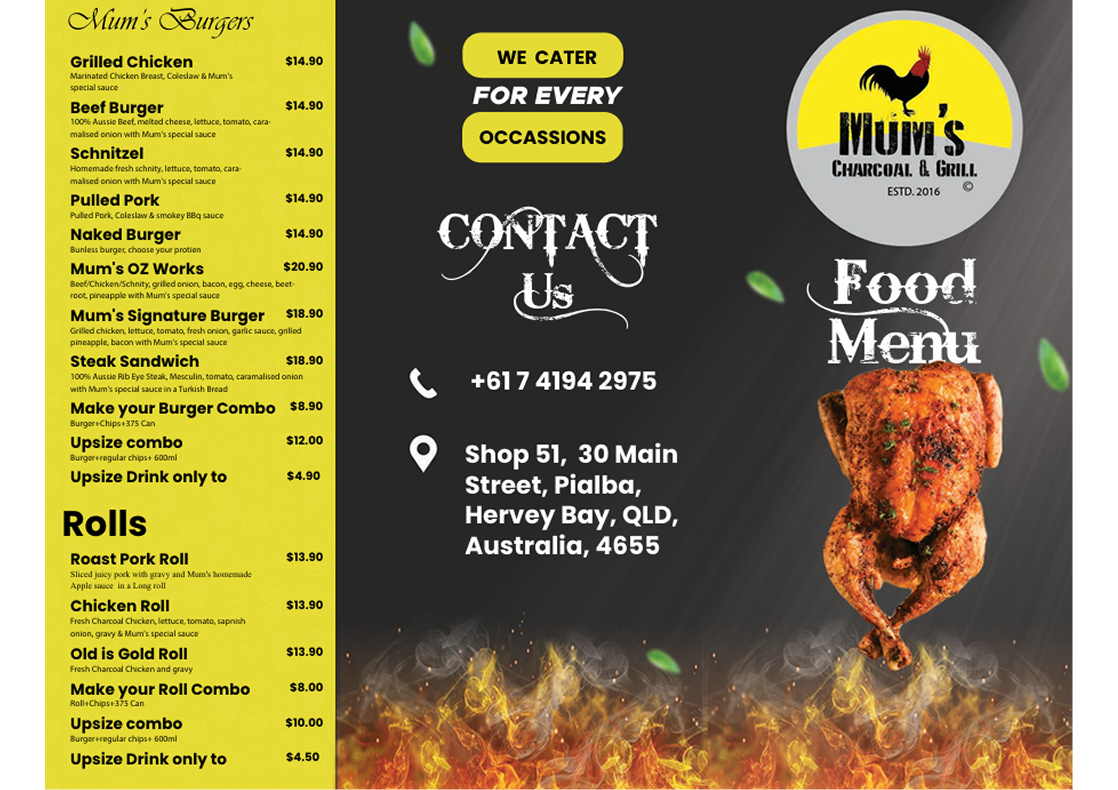 Mum's Burgers
Grilled Chicken $14.90
Marinated Chicken Breast, Coleslaw & Mum's
special sauce
Beef Burger $14.90
100% Aussie Beef, melted cheese, lettuce, tomato, cara-
malised onion with Mum's special sauce
Schnitzel $14.90
Homemade fresh schnity, lettuce, tomato, cara-
malised onion with Mum's special sauce
Pulled Pork $14.90
Pulled Pork, Coleslaw & smokey BBq sauce
Naked Burger $14.90
Bunless burger, choose your protien
Mum's OZ Works $20.90
Beef/Chicken/Schnity, grilled onion, bacon, egg, cheese, beet-
root, pineapple with Mum's special sauce
Mum's Signature Burger $18.90
Grilled chicken, lettuce, tomato, fresh onion, garlic sauce, grilled
pineapple, bacon with Mum's special sauce
Steak Sandwich $18.90
100% Aussie Rib Eye Steak, Mesculin, tomato, caramalised onion
with Mum's special sauce in a Turkish Bread
Make your Burger Combo $8.90
Burger+Chips+375 Can
Upsize combo $12.00
Burger+regular chips+ 600ml
Upsize Drink only to $4.90
Rolls
Roast Pork Roll $13.90
Sliced juicy pork with gravy and Mum's homemade
Apple sauce in a Long roll
Chicken Roll $13.90
Fresh Charcoal Chicken, lettuce, tomato, sapnish
onion, gravy & Mum's special sauce
Old is Gold Roll $13.90
Fresh Charcoal Chicken and gravy
Make your Roll Combo $8.00
Roll+Chips+375 Can
Upsize combo $10.00
Burger+regular chips+ 600ml
Upsize Drink only to $4.50
WE CATER
FOR EVERY
OCCASSIONS
CONTACT
Us
+61 7 4194 2975
Shop 51, 30 Main
Street, Pialba,
Hervey Bay, QLD,
Australia, 4655
MUM'S
CHARCOAL & GRILL
ESTD. 2016 ©
Food
Menu